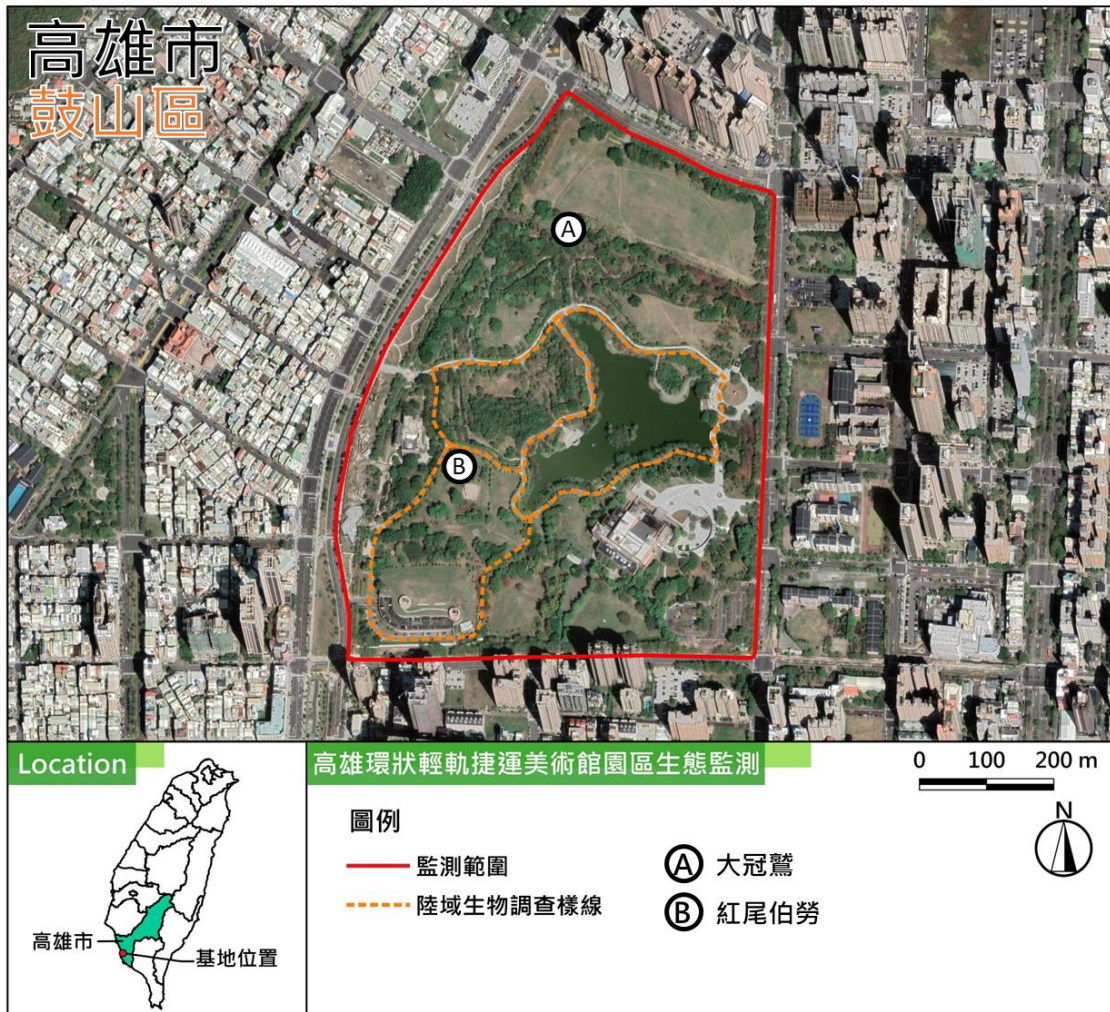 高雄市
鼓山區
A
B
Location
高雄環狀輕軌捷運美術館園區生態監測
0 100 200 m
N
圖例
監測範圍
陸域生物調查樣線
A 大冠鷲
B 紅尾伯勞
高雄市
基地位置